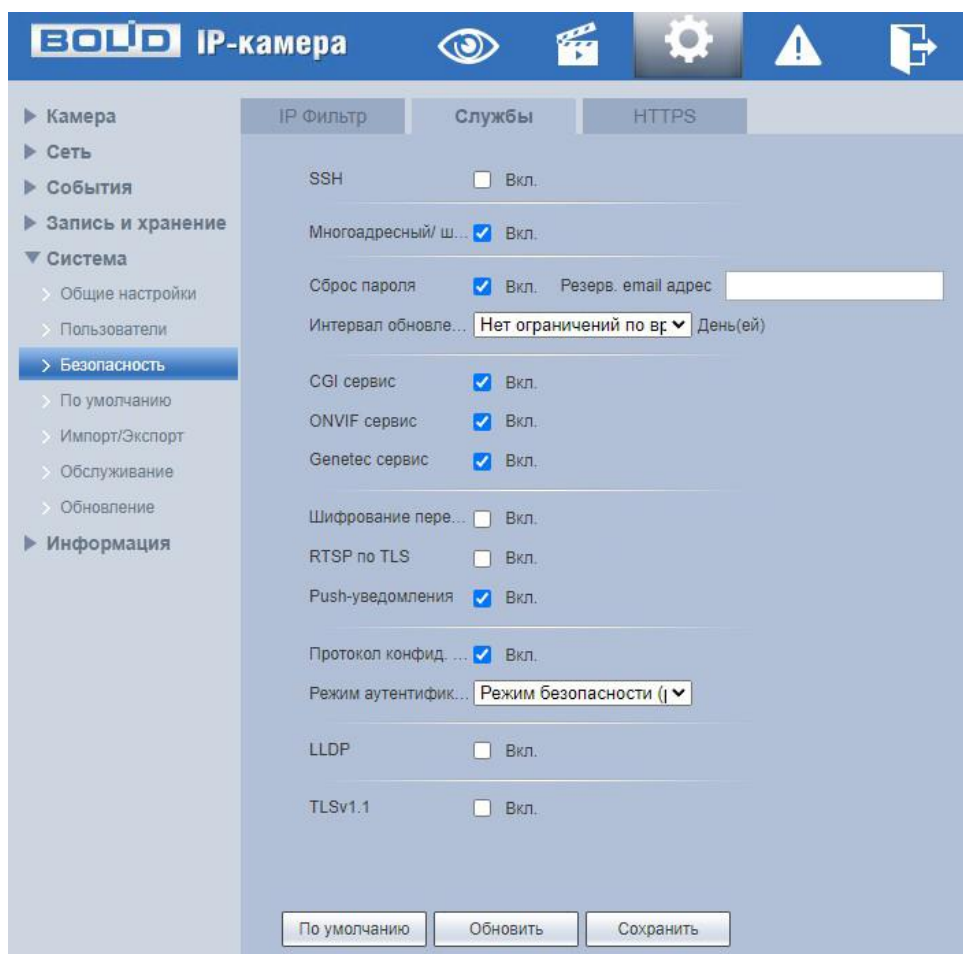 BOLID IP-камера
Камера
Сеть
События
Запись и хранение
Система
Общие настройки
Пользователи
Безопасность
По умолчанию
Импорт/Экспорт
Обслуживание
Обновление
Информация
IP Фильтр Службы HTTPS
SSH Вкл.
Многоадресный/ ш... Вкл.
Сброс пароля Вкл. Резерв. email адрес
Интервал обновле... Нет ограничений по вр День(ей)
CGI сервис Вкл.
ONVIF сервис Вкл.
Genetec сервис Вкл.
Шифрование пере... Вкл.
RTSP по TLS Вкл.
Push-уведомления Вкл.
Протокол конфид. ... Вкл.
Режим аутентифик... Режим безопасности (р
LLDP Вкл.
TLSv1.1 Вкл.
По умолчанию Обновить Сохранить